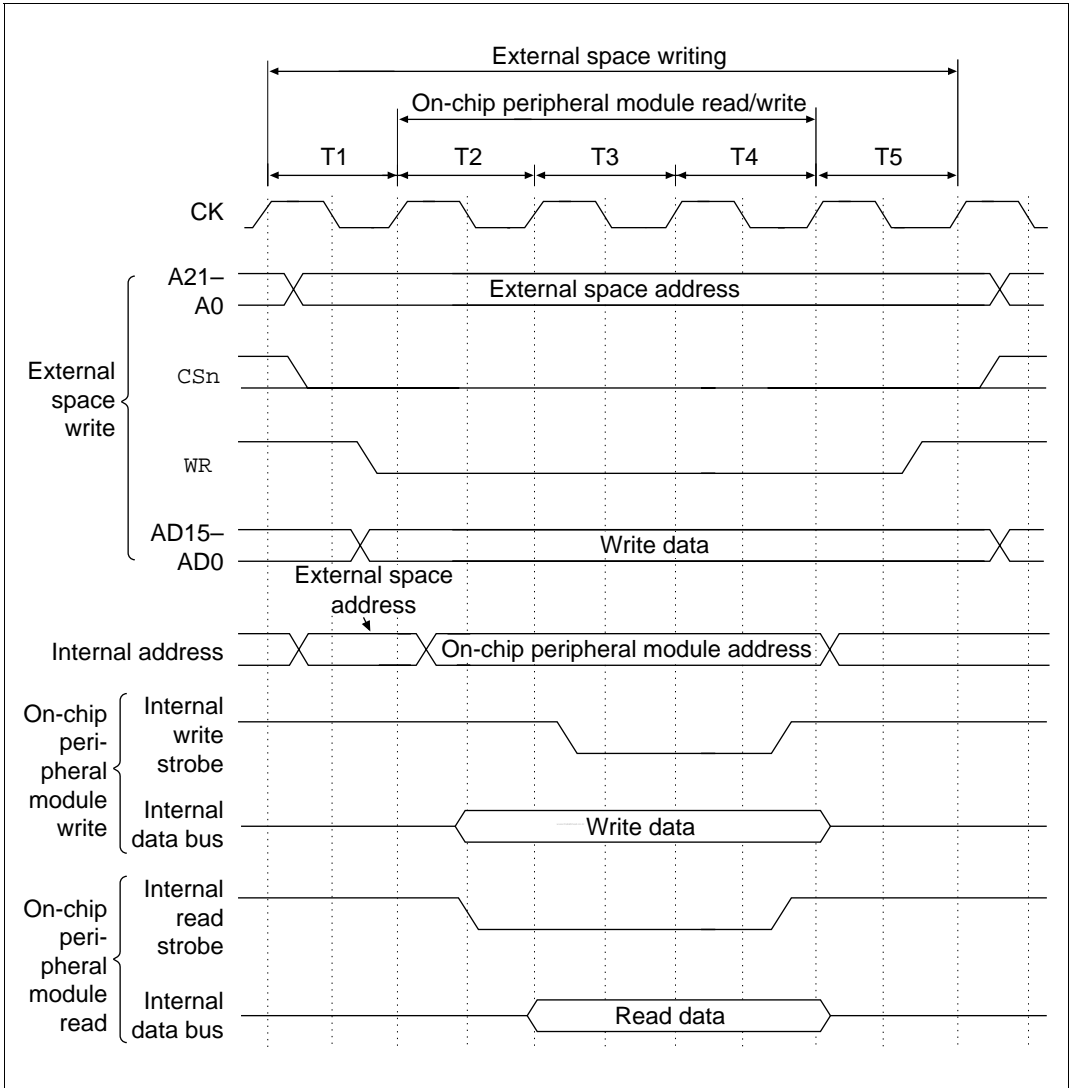 External space writing
On-chip peripheral module read/write
T1 T2 T3 T4 T5
CK
A21–
A0
External space address
External
space
write
CSn
WR
AD15–
AD0
Write data
External space
address
Internal address
On-chip peripheral module address
On-chip
peri-
pheral
module
write
Internal
write
strobe
Internal
data bus
Write data
On-chip
peri-
pheral
module
read
Internal
read
strobe
Internal
data bus
Read data